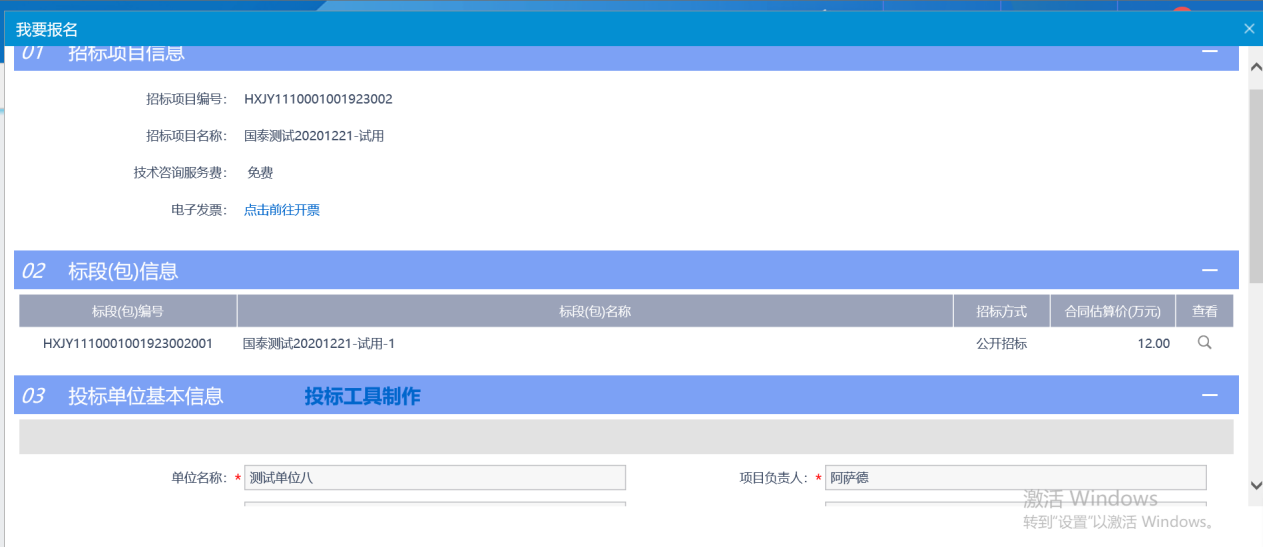 我要报名
01 招标项目信息
招标项目编号： HXJY1110001001923002
招标项目名称： 国泰测试20201221-试用
技术咨询服务费： 免费
电子发票： 点击前往开票
02 标段(包)信息
标段(包)编号 标段(包)名称 招标方式 合同估算价(万元) 查看
HXJY1110001001923002001 国泰测试20201221-试用-1 公开招标 12.00
03 投标单位基本信息 投标工具制作
单位名称：* 测试单位八 项目负责人：* 阿萨德
激活 Windows
转到"设置"以激活 Windows。